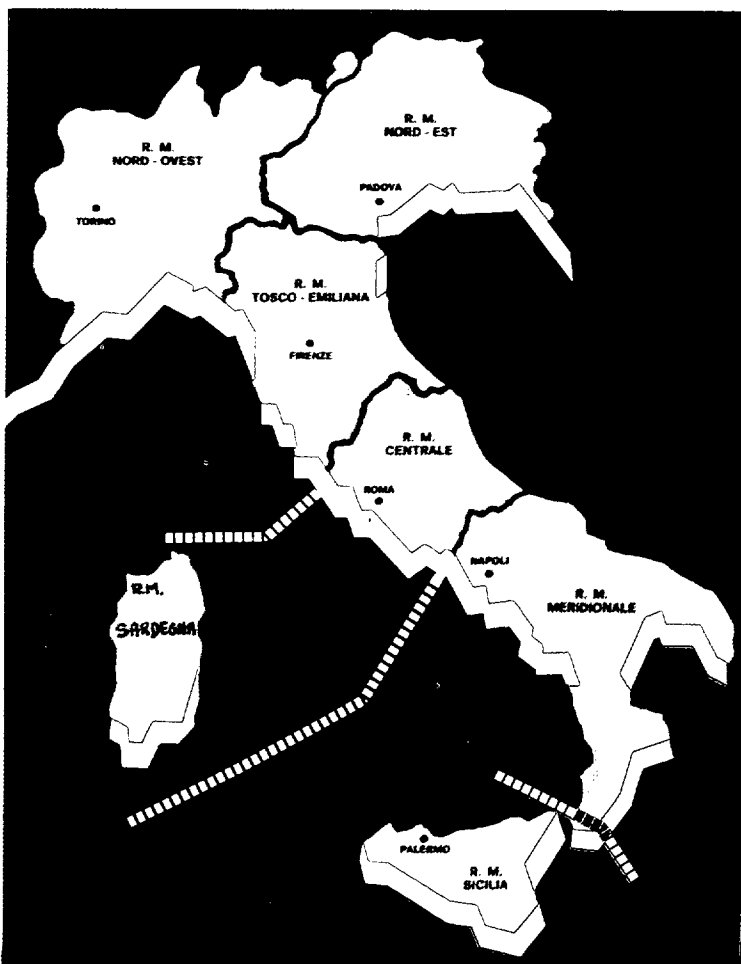 R. M.
NORD - EST
R. M.
NORD - OVEST
PADOVA
TORINO
R. M.
TOSCO - EMILIANA
FIRENZE
R. M.
CENTRALE
ROMA
NAPOLI
R. M.
MERIDIONALE
R.M.
SARDEGNA
PALERMO
R. M.
SICILIA